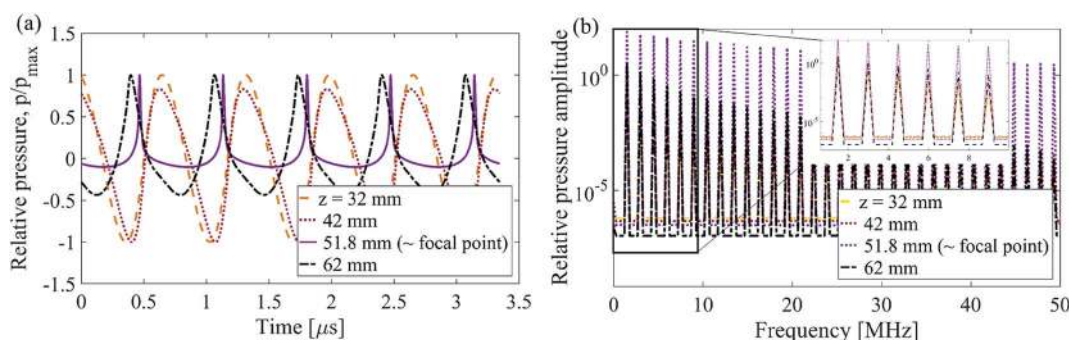 (a)
1.5
1
0.5
0
-0.5
-1
-1.5
Relative pressure, p/p_max
0 0.5 1 1.5 2 2.5 3 3.5
Time [μs]
z = 32 mm
42 mm
51.8 mm (~ focal point)
62 mm
(b)
Relative pressure amplitude
10^0
10^-5
0 10 20 30 40 50
Frequency [MHz]
10^0
10^-5
2 4 6 8
z = 32 mm
42 mm
51.8 mm (~ focal point)
62 mm